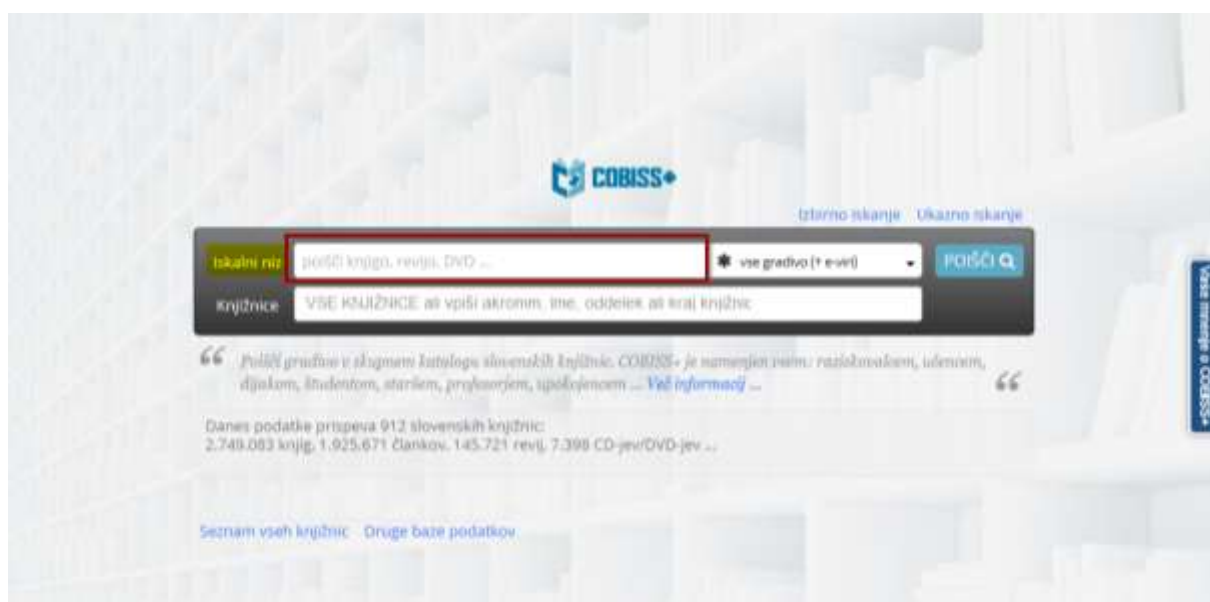 COBISS+
Izbirno iskanje Ukazno iskanje
Iskalni niz poišči knjigo, revijo, DVD ... vse gradivo (+ e-viri) POIŠČI
Knjižnice VSE KNJIŽNICE ali vpiši akronim, ime, oddelek ali kraj knjižnic
Poišči gradivo v skupnem katalogu slovenskih knjižnic. COBISS+ je namenjen vsem: raziskovalcem, učencem,
dijakom, študentom, staršem, profesorjem, upokojencem ... Več informacij ...
Danes podatke prispeva 912 slovenskih knjižnic:
2.749.083 knjig, 1.925.671 člankov, 145.721 revij, 7.398 CD-jev/DVD-jev ...
Seznam vseh knjižnic Druge baze podatkov
Vaše mnenje o COBISS+